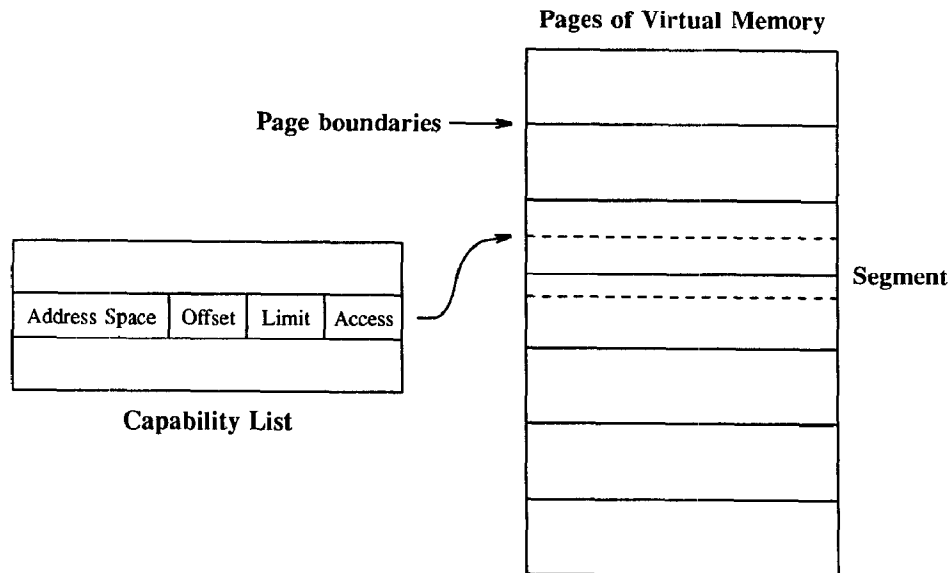 Pages of Virtual Memory
Page boundaries
Segment
Address Space Offset Limit Access
Capability List